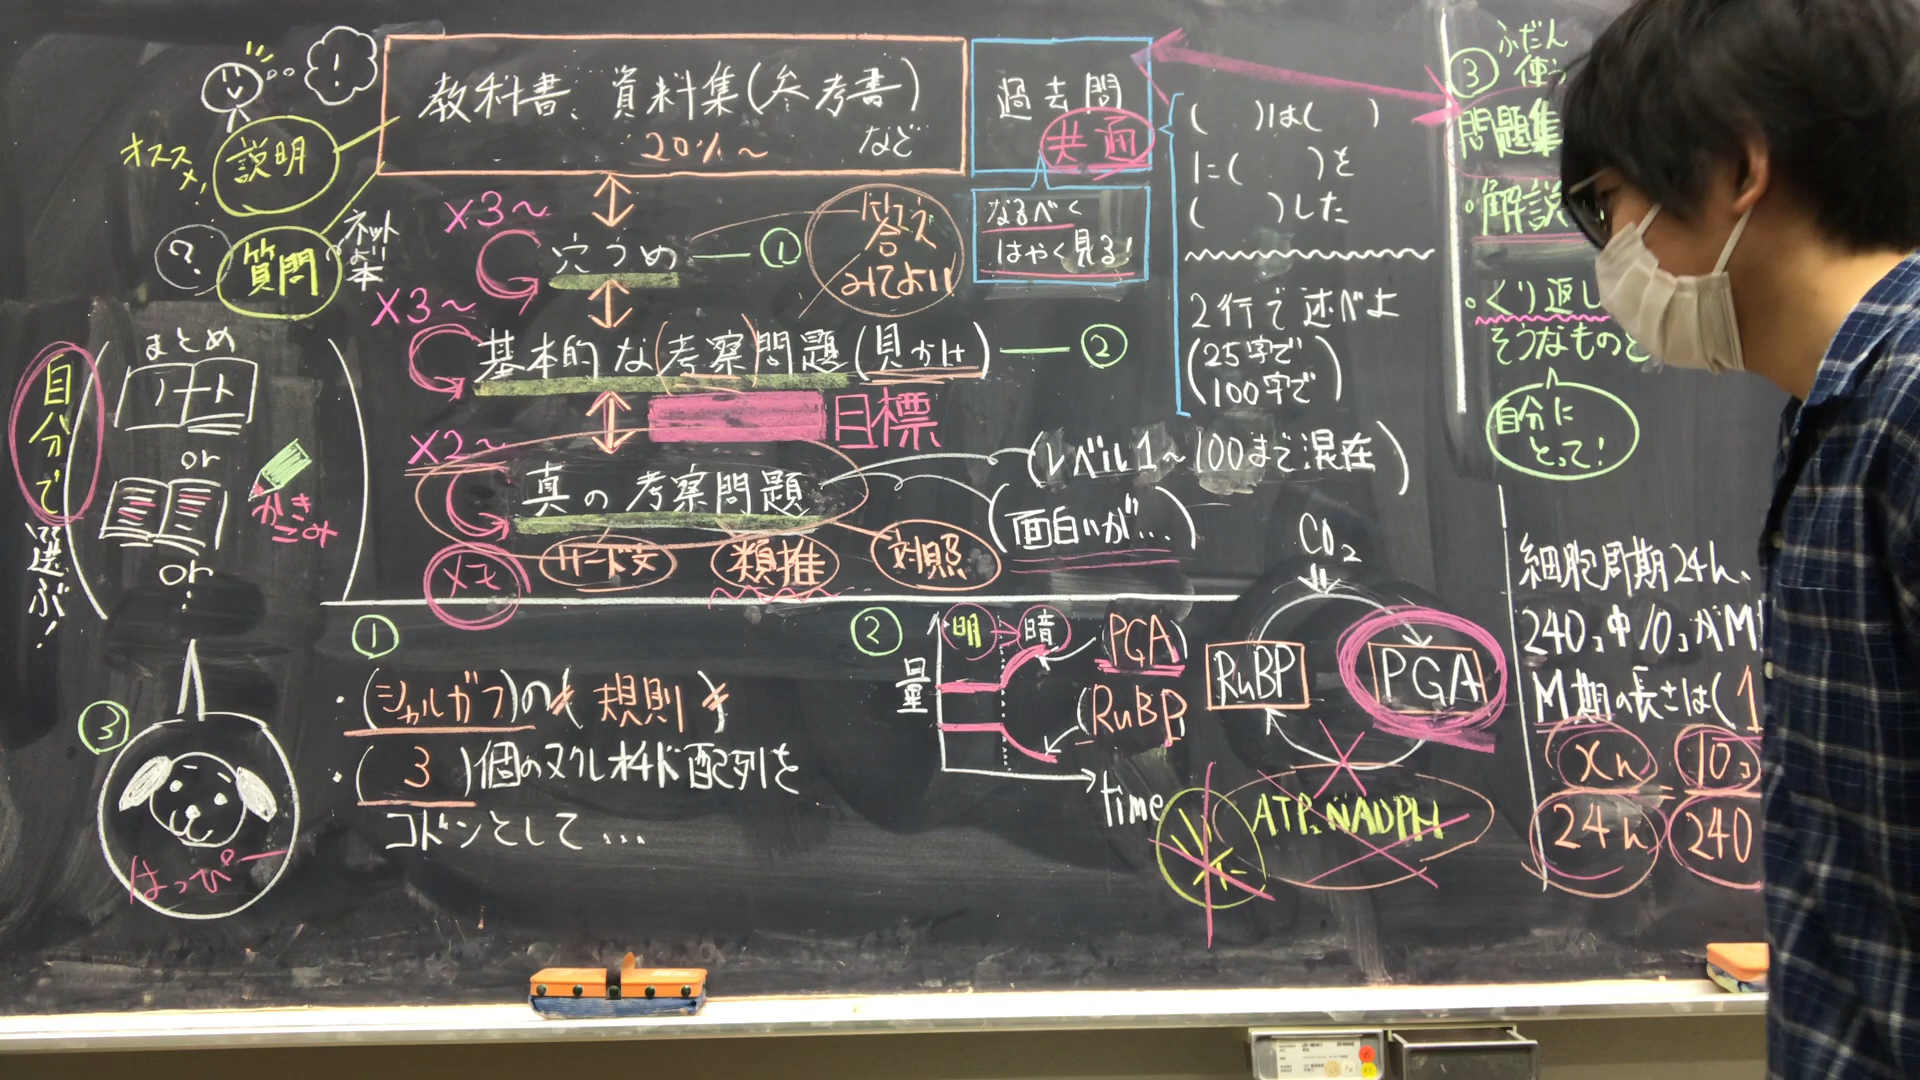 !
教科書、資料集(参考書)
20%~ など
オススメ,
説明
?
質問
ネット
本
過去問
共通
なるべく
はやく見る!
( )は( )
に( )を
( )した
2行で述べよ
(25字で
100字で)
③ ふだん
使う
問題集
・解説
・くり返し
そうなものを
自分に
とって!
×3~
穴うめ ①
答え
みてよい!
×3~
基本的な(考察)問題(見かけ) ②
目標
×2~
真の考察問題
(レベル1~100まで混在)
(面白いが…)
メモ
リード文
類推
対照
自分で
選ぶ!
まとめ
ノート
or
かき
こみ
or
③
はっぴー
①
・(シャルガフ)の(規則)
・(3)個のヌクレオチド配列を
コドンとして...
②
明→暗
量
PGA
RuBP
time
CO2
RuBP
PGA
ATP, NADPH
細胞周期24h、
240コ中10コがM
M期の長さは(1
xh = 10コ
24h 240